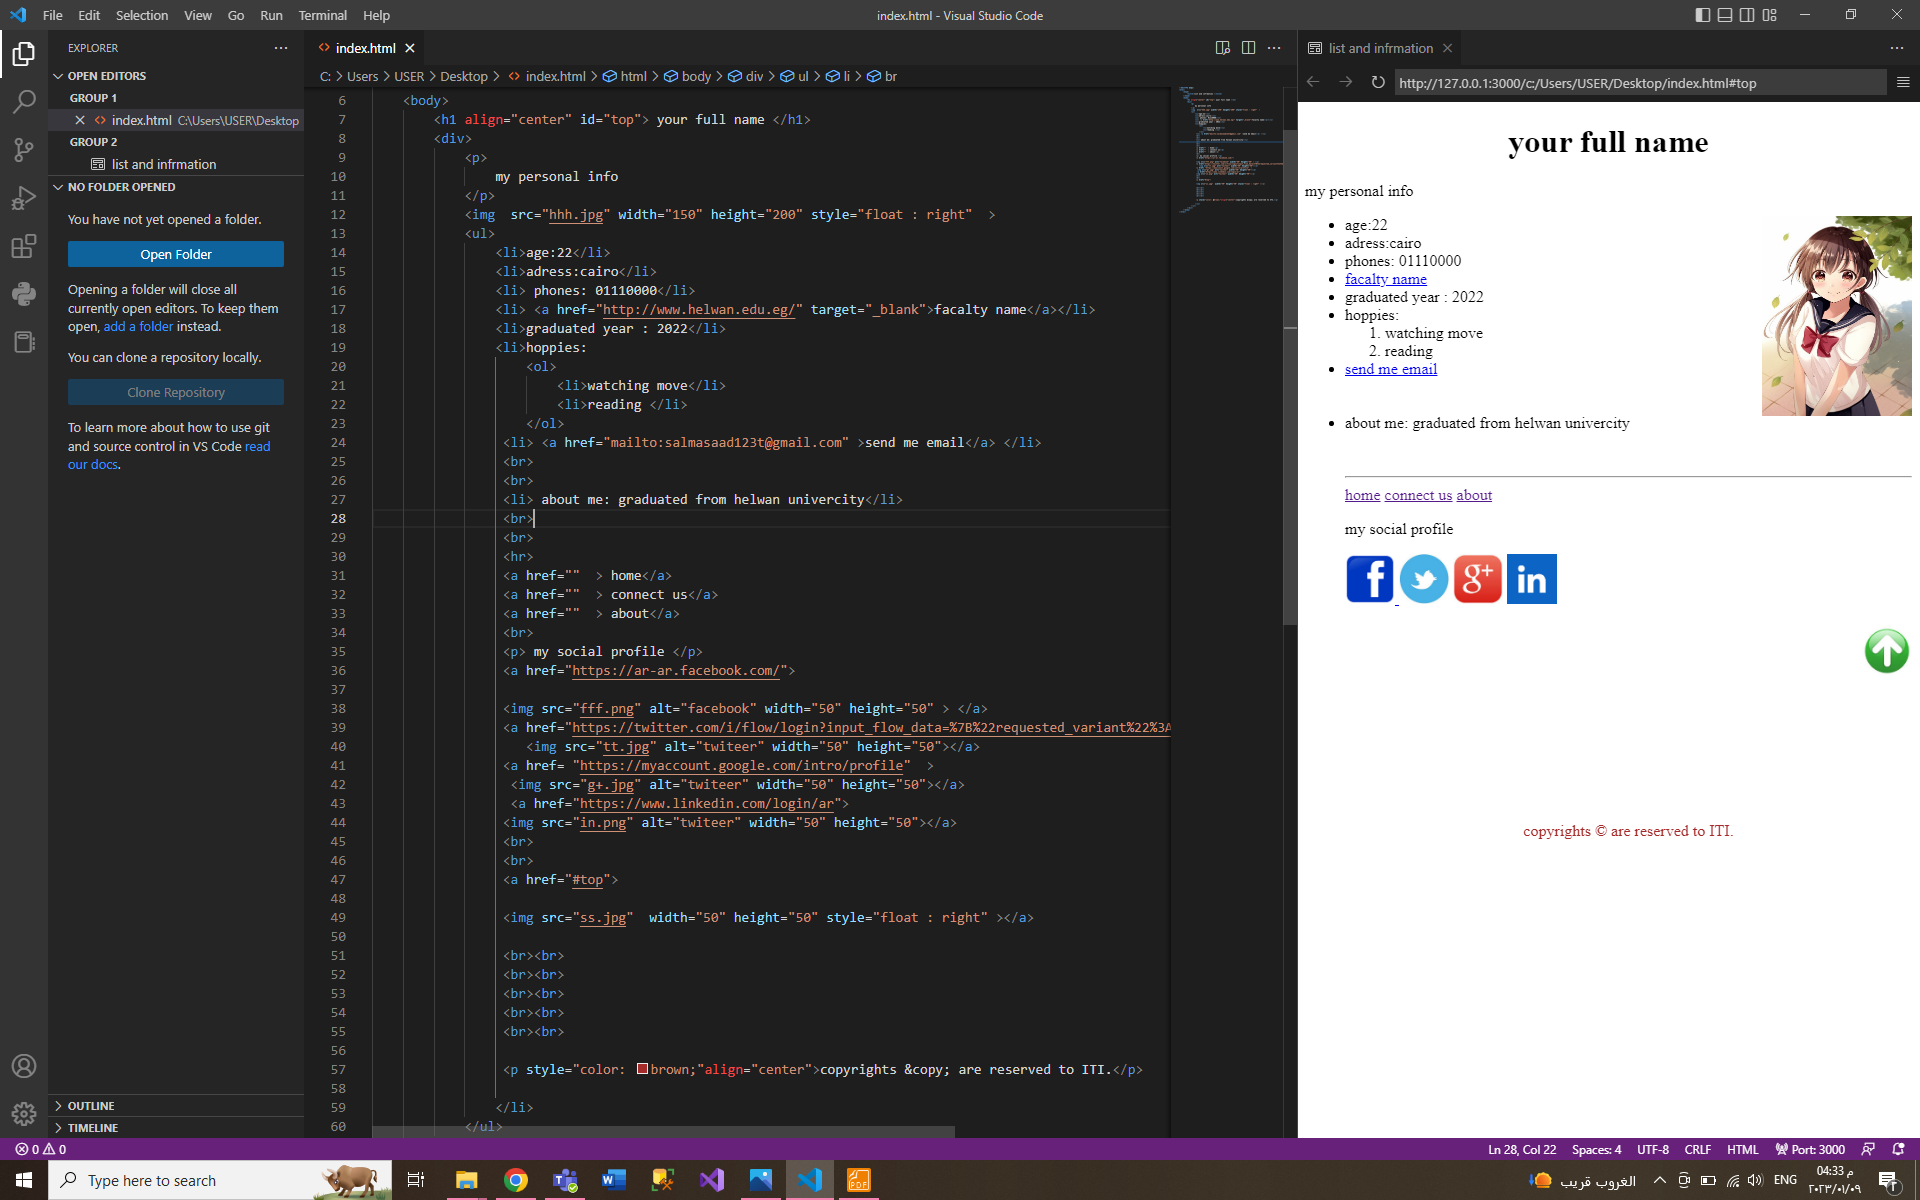 File Edit Selection View Go Run Terminal Help
index.html - Visual Studio Code
EXPLORER
OPEN EDITORS
GROUP 1
index.html C:\Users\USER\Desktop
GROUP 2
list and infrmation
NO FOLDER OPENED
You have not yet opened a folder.
Open Folder
Opening a folder will close all
currently open editors. To keep them
open, add a folder instead.
You can clone a repository locally.
Clone Repository
To learn more about how to use git
and source control in VS Code read
our docs.
OUTLINE
TIMELINE
index.html
C: > Users > USER > Desktop > index.html > html > body > div > ul > li > br
6 <body>
7 <h1 align="center" id="top"> your full name </h1>
8 <div>
9 <p>
10 my personal info
11 </p>
12 <img  src="hhh.jpg" width="150" height="200" style="float : right"  >
13 <ul>
14 <li>age:22</li>
15 <li>adress:cairo</li>
16 <li> phones: 01110000</li>
17 <li> <a href="http://www.helwan.edu.eg/" target="_blank">facalty name</a></li>
18 <li>graduated year : 2022</li>
19 <li>hoppies:
20 <ol>
21 <li>watching move</li>
22 <li>reading </li>
23 </ol>
24 <li> <a href="mailto:salmasaad123t@gmail.com" >send me email</a> </li>
25 <br>
26 <br>
27 <li> about me: graduated from helwan univercity</li>
28 <br>
29 <br>
30 <hr>
31 <a href=""  > home</a>
32 <a href=""  > connect us</a>
33 <a href=""  > about</a>
34 <br>
35 <p> my social profile </p>
36 <a href="https://ar-ar.facebook.com/">
37
38 <img src="fff.png" alt="facebook" width="50" height="50" > </a>
39 <a href="https://twitter.com/i/flow/login?input_flow_data=%7B%22requested_variant%22%3A
40 <img src="tt.jpg" alt="twiteer" width="50" height="50"></a>
41 <a href= "https://myaccount.google.com/intro/profile"  >
42 <img src="g+.jpg" alt="twiteer" width="50" height="50"></a>
43 <a href="https://www.linkedin.com/login/ar">
44 <img src="in.png" alt="twiteer" width="50" height="50"></a>
45 <br>
46 <br>
47 <a href="#top">
48
49 <img src="ss.jpg"  width="50" height="50" style="float : right" ></a>
50
51 <br><br>
52 <br><br>
53 <br><br>
54 <br><br>
55 <br><br>
56
57 <p style="color: brown;"align="center">copyrights &copy; are reserved to ITI.</p>
58
59 </li>
60 </ul>
list and infrmation
http://127.0.0.1:3000/c:/Users/USER/Desktop/index.html#top
your full name
my personal info
• age:22
• adress:cairo
• phones: 01110000
• facalty name
• graduated year : 2022
• hoppies:
1. watching move
2. reading
• send me email
• about me: graduated from helwan univercity
home connect us about
my social profile
f g+ in
copyrights © are reserved to ITI.
0 0
Ln 28, Col 22 Spaces: 4 UTF-8 CRLF HTML Port: 3000
Type here to search
W
PDF
الغروب قريب
ENG
04:33 م
٢٠٢٣/٠١/٠٩